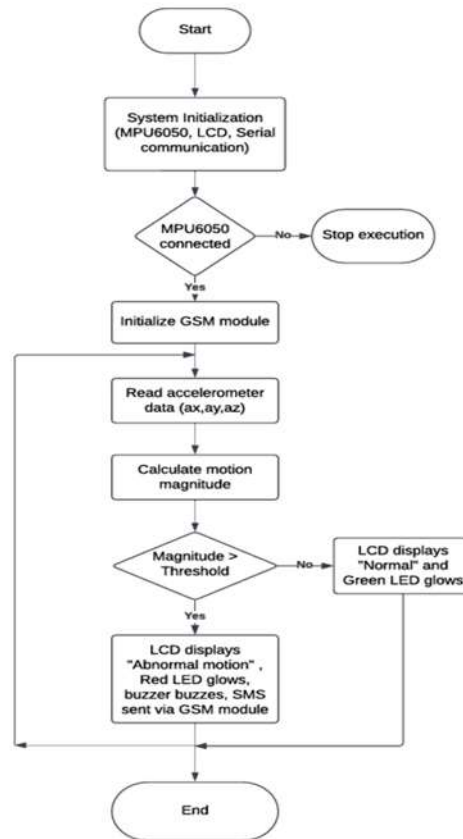 Start
System Initialization
(MPU6050, LCD, Serial
communication)
MPU6050
connected
No
Stop execution
Yes
Initialize GSM module
Read accelerometer
data (ax,ay,az)
Calculate motion
magnitude
Magnitude >
Threshold
No
LCD displays
"Normal" and
Green LED glows
Yes
LCD displays
"Abnormal motion" ,
Red LED glows,
buzzer buzzes, SMS
sent via GSM module
End